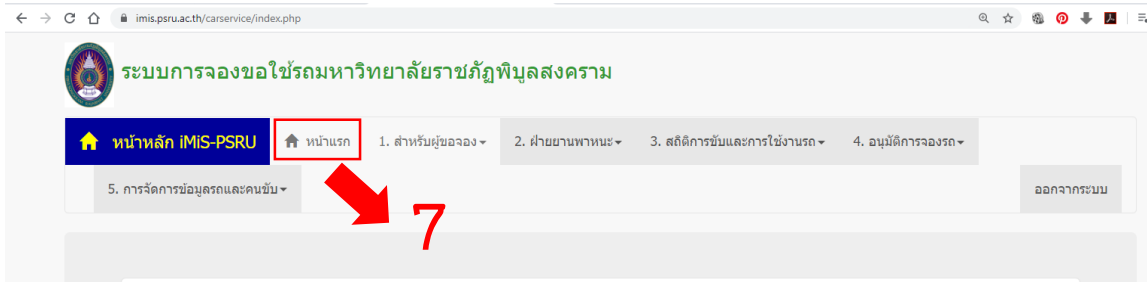 imis.psru.ac.th/carservice/index.php
ระบบการจองขอใช้รถมหาวิทยาลัยราชภัฏพิบูลสงคราม
หน้าหลัก iMiS-PSRU หน้าแรก 1. สำหรับผู้ขอจอง 2. ฝ่ายยานพาหนะ 3. สถิติการขับและการใช้งานรถ 4. อนุมัติการจองรถ
5. การจัดการข้อมูลรถและคนขับ ออกจากระบบ
7